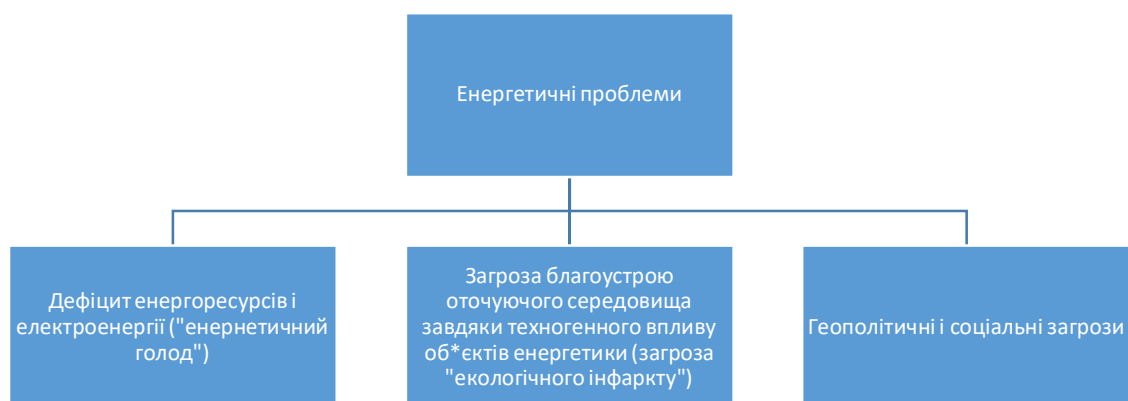 Енергетичні проблеми
Дефіцит енергоресурсів і
електроенергії ("енернетичний
голод")
Загроза благоустрою
оточуючого середовища
завдяки техногенного впливу
об*єктів енергетики (загроза
"екологічного інфаркту")
Геополітичні і соціальні загрози